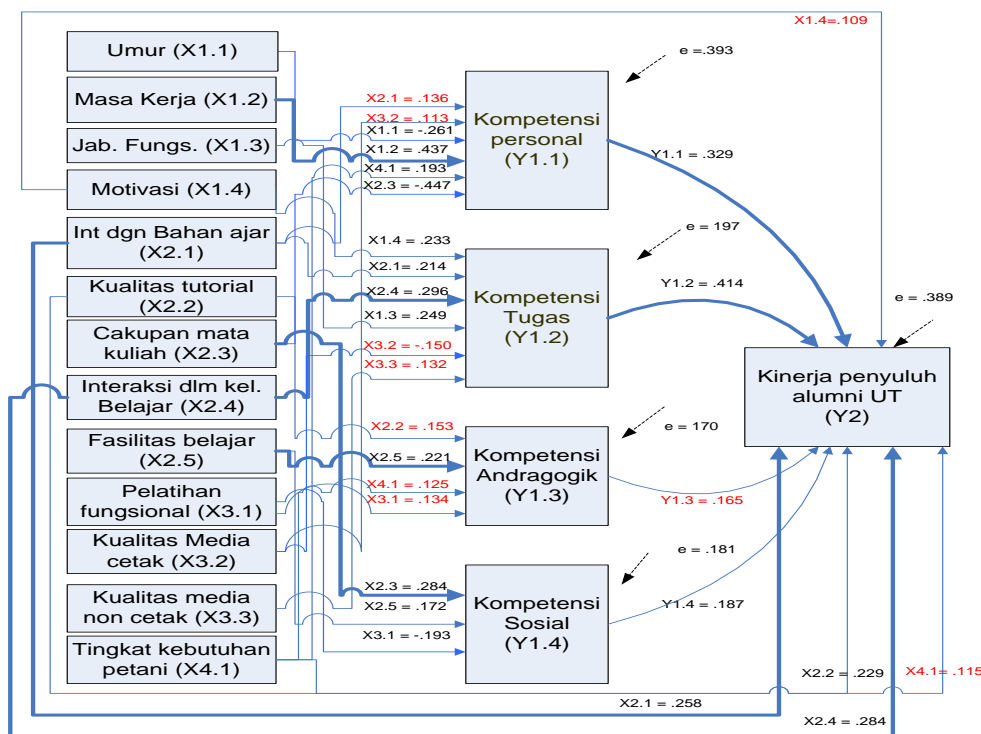 X1.4=.109
Umur (X1.1)
Masa Kerja (X1.2)
Jab. Fungs. (X1.3)
Motivasi (X1.4)
Int dgn Bahan ajar
(X2.1)
Kualitas tutorial
(X2.2)
Cakupan mata
kuliah (X2.3)
Interaksi dlm kel.
Belajar (X2.4)
Fasilitas belajar
(X2.5)
Pelatihan
fungsional (X3.1)
Kualitas Media
cetak (X3.2)
Kualitas media
non cetak (X3.3)
Tingkat kebutuhan
petani (X4.1)
X2.1 = .136
X3.2 = .113
X1.1 = -.261
X1.2 = .437
X4.1 = .193
X2.3 = -.447
Kompetensi
personal
(Y1.1)
e = .393
Y1.1 = .329
X1.4 = .233
X2.1= .214
X2.4 = .296
X1.3 = .249
X3.2 = -.150
X3.3 = .132
Kompetensi
Tugas
(Y1.2)
e = 197
Y1.2 = .414
X2.2 = .153
X2.5 = .221
X4.1 = .125
X3.1 = .134
Kompetensi
Andragogik
(Y1.3)
e = 170
Y1.3 = .165
X2.3 = .284
X2.5 = .172
X3.1 = -.193
Kompetensi
Sosial
(Y1.4)
e = .181
Y1.4 = .187
e = .389
Kinerja penyuluh
alumni UT
(Y2)
X2.2 = .229
X4.1= .115
X2.1 = .258
X2.4 = .284